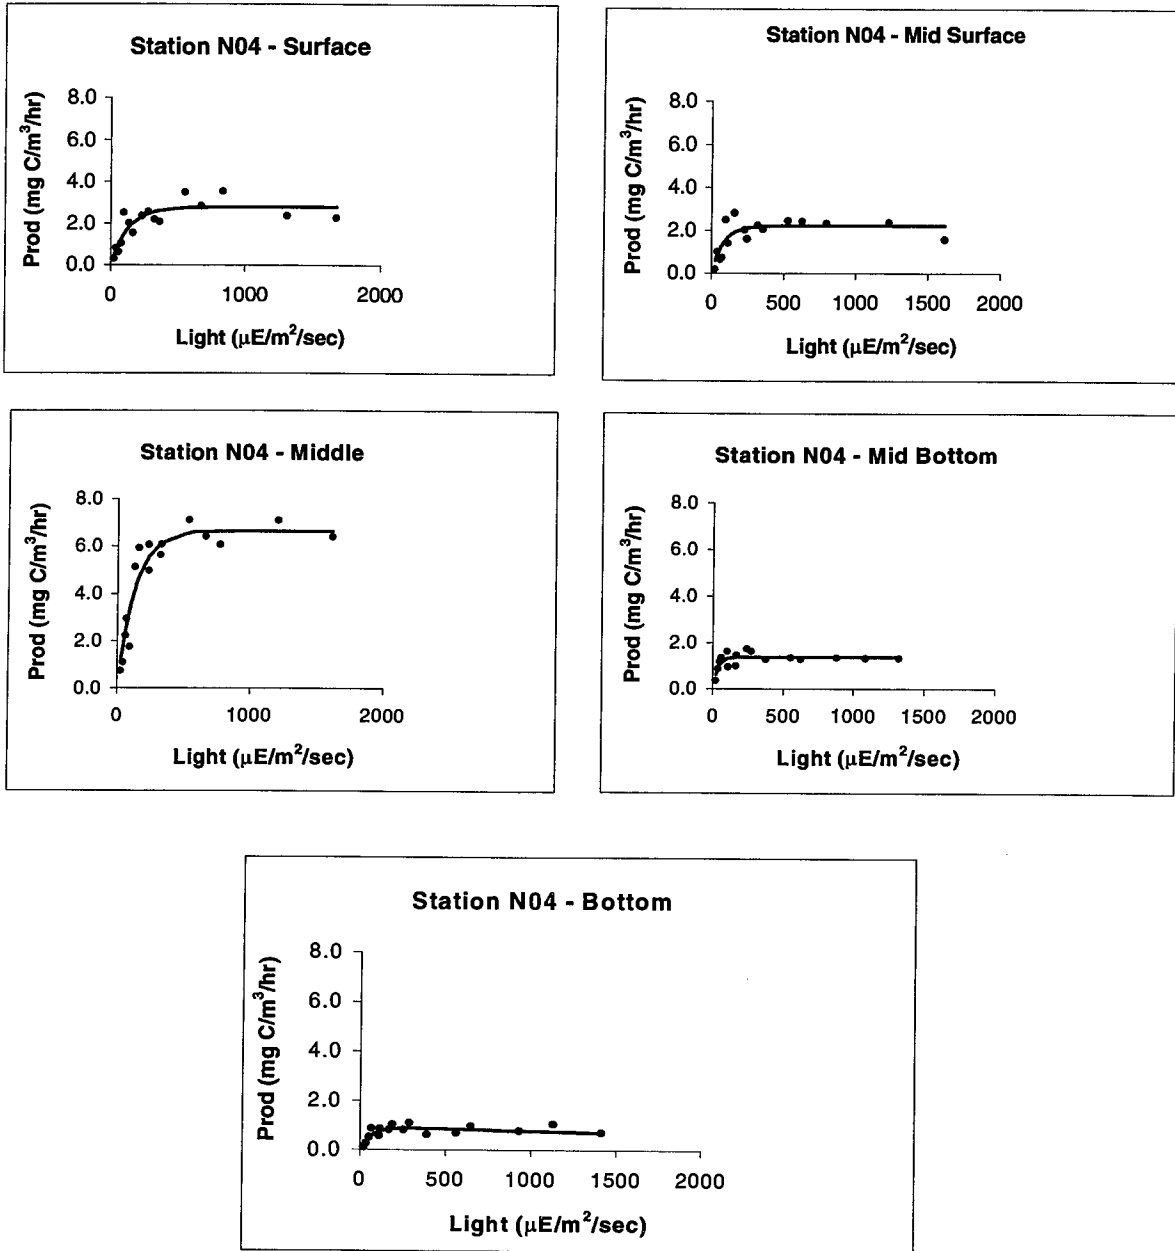 Station N04 - Surface
Prod (mg C/m³/hr)
8.0
6.0
4.0
2.0
0.0
0 1000 2000
Light (µE/m²/sec)
Station N04 - Mid Surface
Prod (mg C/m³/hr)
8.0
6.0
4.0
2.0
0.0
0 500 1000 1500 2000
Light (µE/m²/sec)
Station N04 - Middle
Prod (mg C/m³/hr)
8.0
6.0
4.0
2.0
0.0
0 1000 2000
Light (µE/m²/sec)
Station N04 - Mid Bottom
Prod (mg C/m³/hr)
8.0
6.0
4.0
2.0
0.0
0 500 1000 1500 2000
Light (µE/m²/sec)
Station N04 - Bottom
Prod (mg C/m³/hr)
8.0
6.0
4.0
2.0
0.0
0 500 1000 1500 2000
Light (µE/m²/sec)